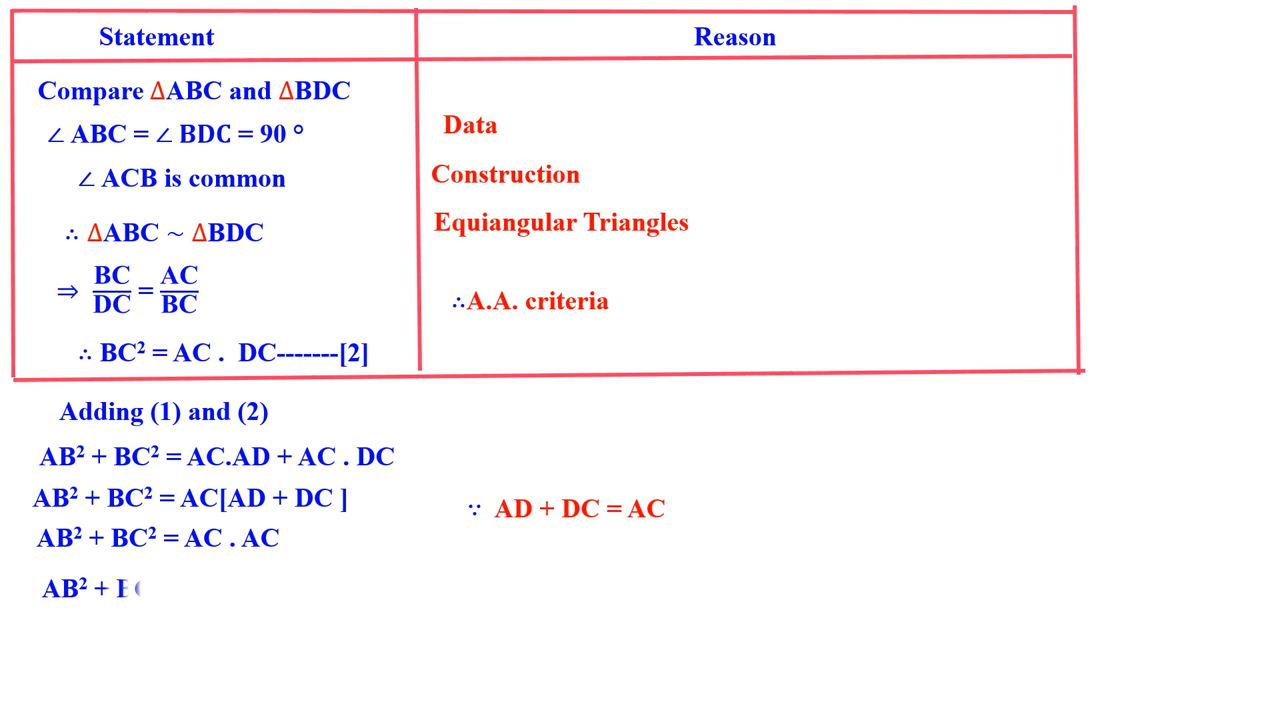 Statement
Reason
Compare ΔABC and ΔBDC
∠ ABC = ∠ BDC = 90 °
Data
∠ ACB is common
Construction
∴ ΔABC ~ ΔBDC
Equiangular Triangles
⇒ BC/DC = AC/BC
∴A.A. criteria
∴ BC² = AC . DC-------[2]
Adding (1) and (2)
AB² + BC² = AC.AD + AC . DC
AB² + BC² = AC[AD + DC ]
∵ AD + DC = AC
AB² + BC² = AC . AC
AB² +